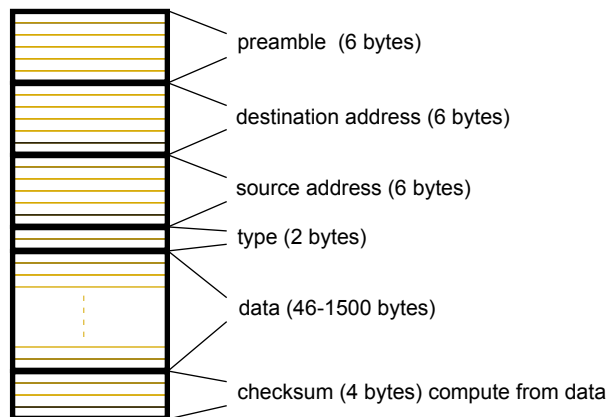 preamble  (6 bytes)
destination address (6 bytes)
source address (6 bytes)
type (2 bytes)
data (46-1500 bytes)
checksum (4 bytes) compute from data